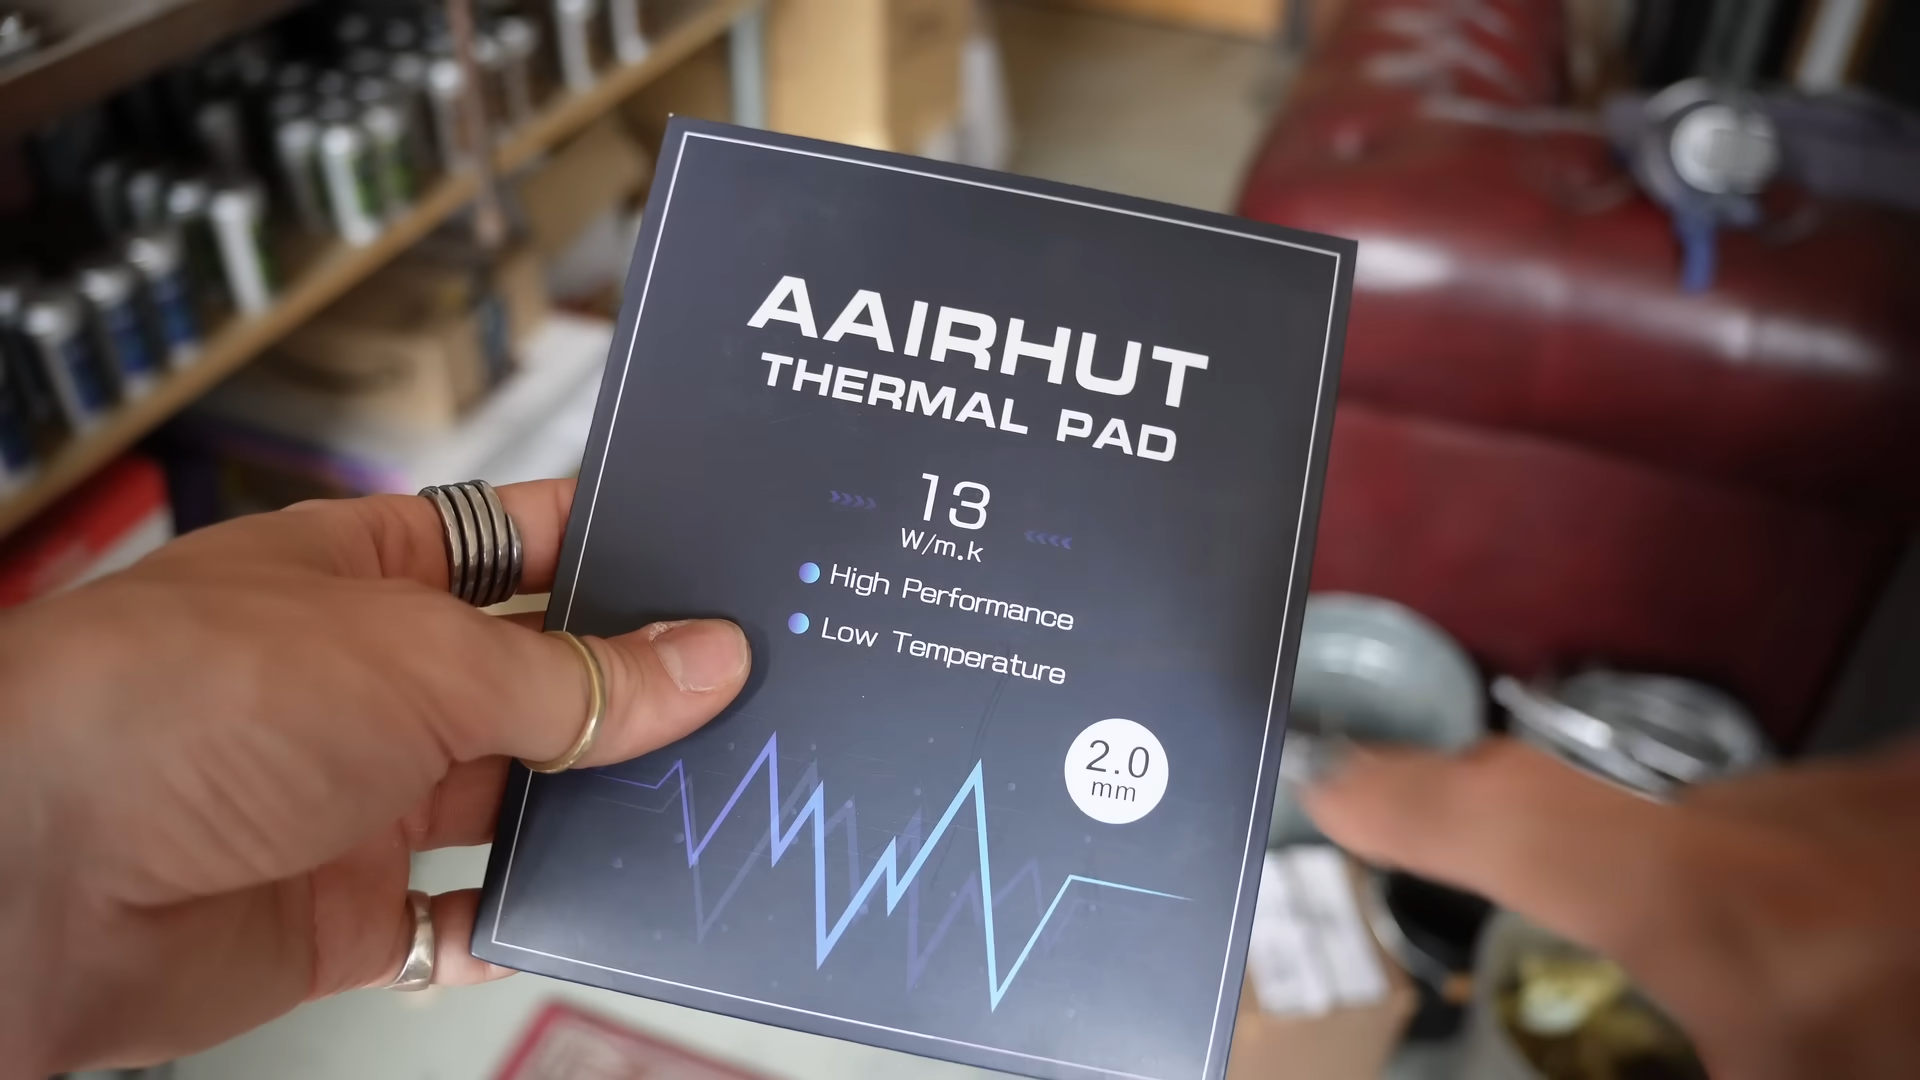 AAIRHUT
THERMAL PAD
13
W/m.k
High Performance
Low Temperature
2.0
mm